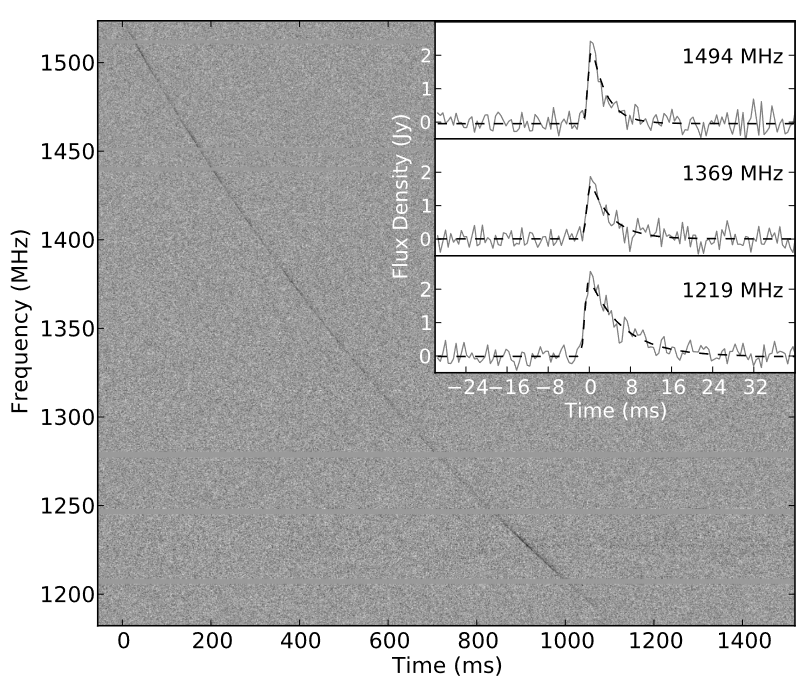 1500
1450
1400
1350
1300
1250
1200
Frequency (MHz)
0 200 400 600 800 1000 1200 1400
Time (ms)
Flux Density (Jy)
2
1
0
1494 MHz
2
1
0
1369 MHz
2
1
0
1219 MHz
−24 −16 −8 0 8 16 24 32
Time (ms)